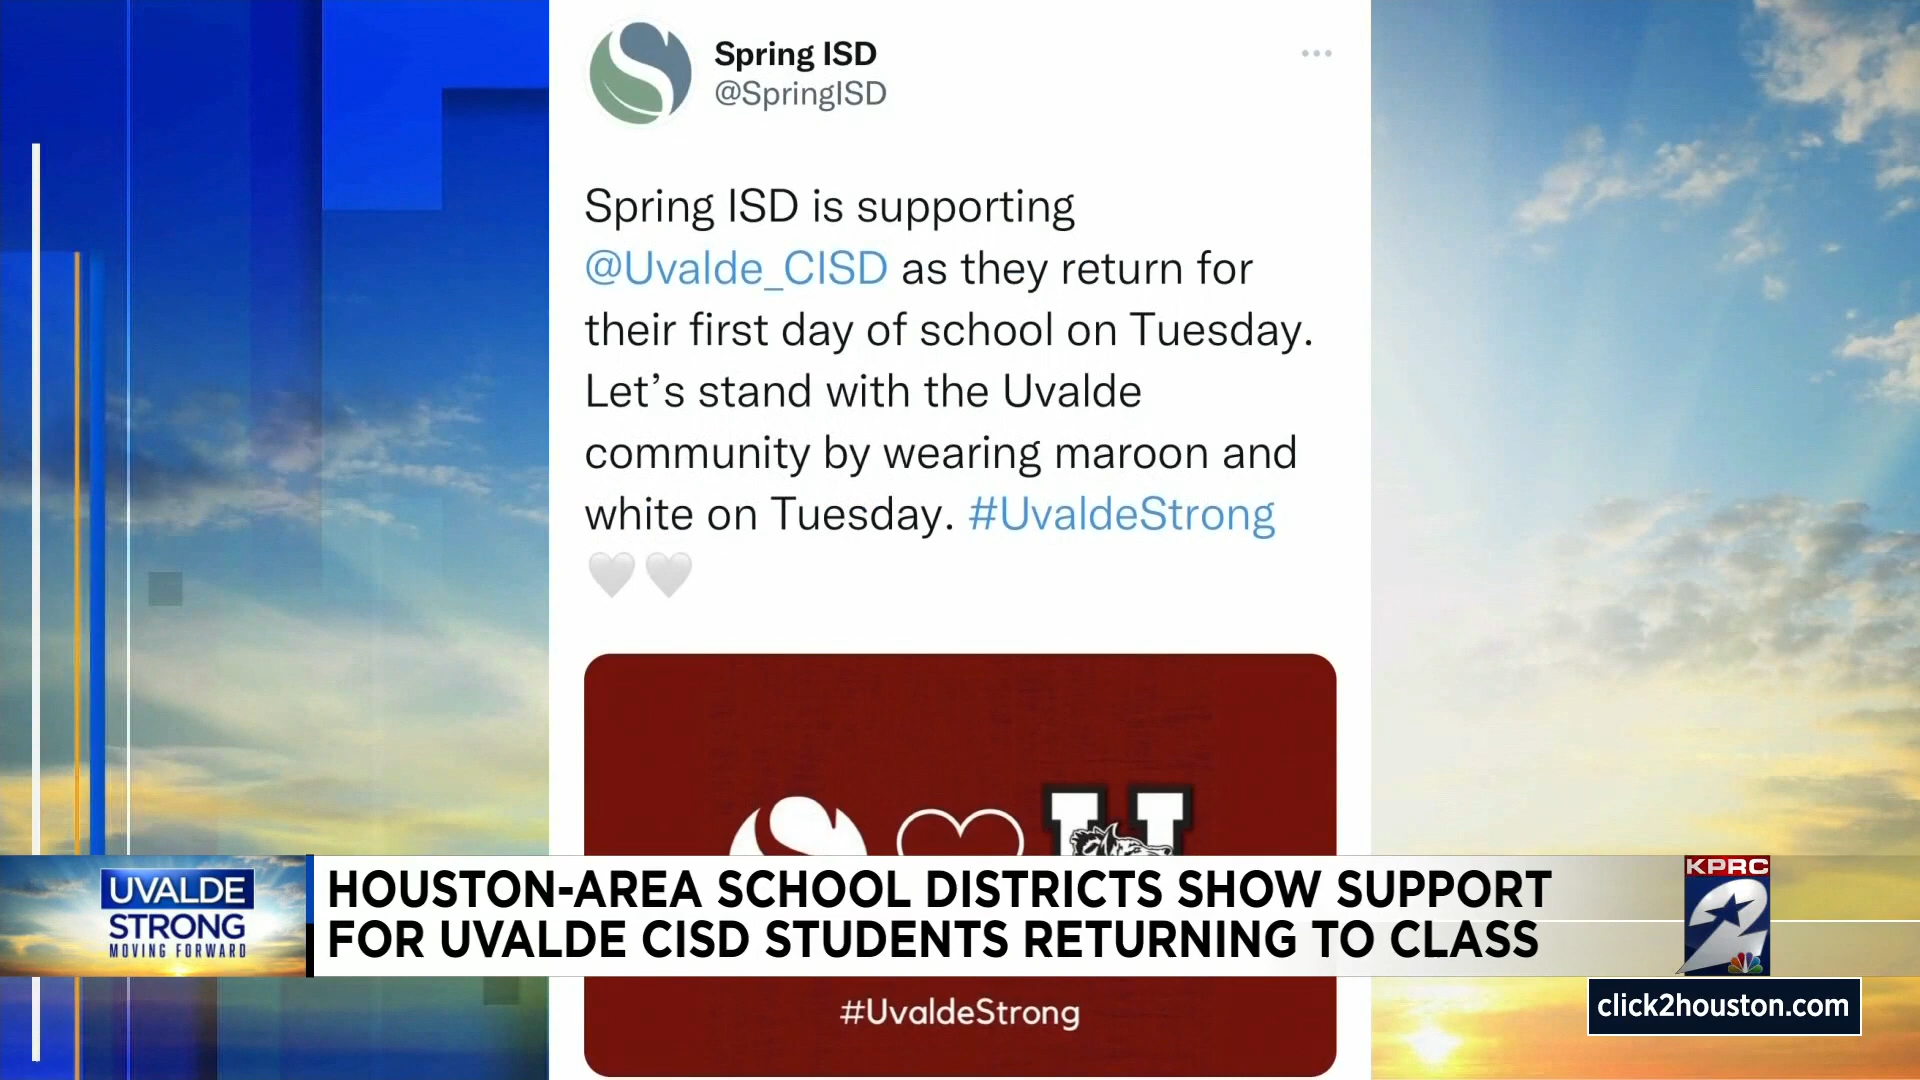 Spring ISD
@SpringISD
Spring ISD is supporting
@Uvalde_CISD as they return for
their first day of school on Tuesday.
Let’s stand with the Uvalde
community by wearing maroon and
white on Tuesday. #UvaldeStrong
🤍🤍
S U
UVALDE
STRONG
MOVING FORWARD
HOUSTON-AREA SCHOOL DISTRICTS SHOW SUPPORT
FOR UVALDE CISD STUDENTS RETURNING TO CLASS
KPRC
2
#UvaldeStrong
click2houston.com